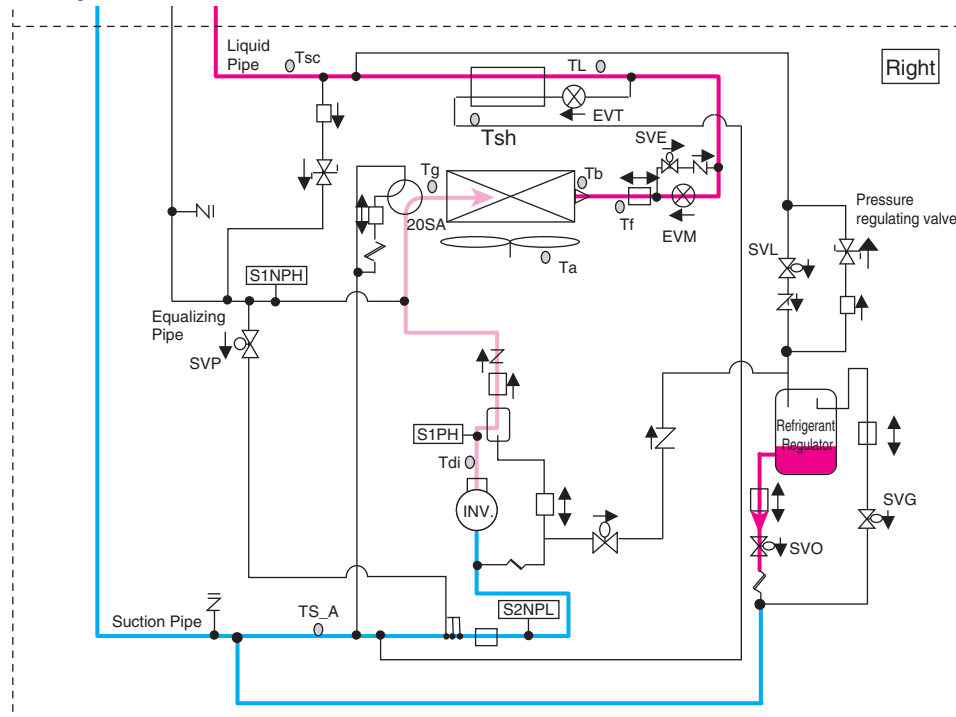 Liquid
Pipe
Tsc
TL
Right
EVT
Tsh
SVE
Tg
Tb
20SA
Tf
EVM
Ta
Pressure
regulating valve
SVL
S1NPH
Equalizing
Pipe
SVP
S1PH
Tdi
Refrigerant
Regulator
INV.
SVG
SVO
Suction Pipe
TS_A
S2NPL